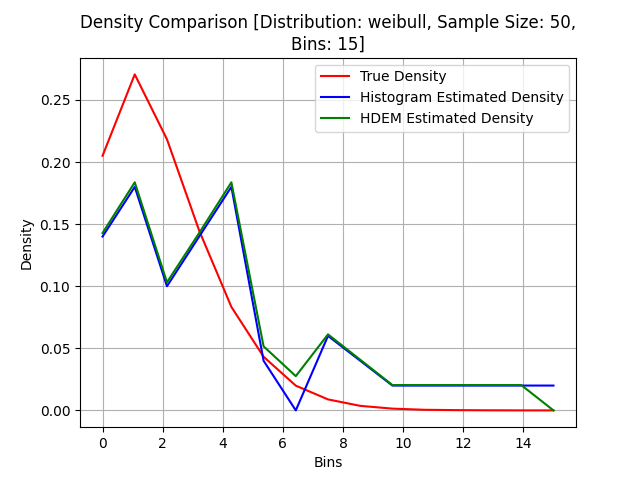 Density Comparison [Distribution: weibull, Sample Size: 50,
Bins: 15]
True Density
Histogram Estimated Density
HDEM Estimated Density
Density
0.25
0.20
0.15
0.10
0.05
0.00
0 2 4 6 8 10 12 14
Bins